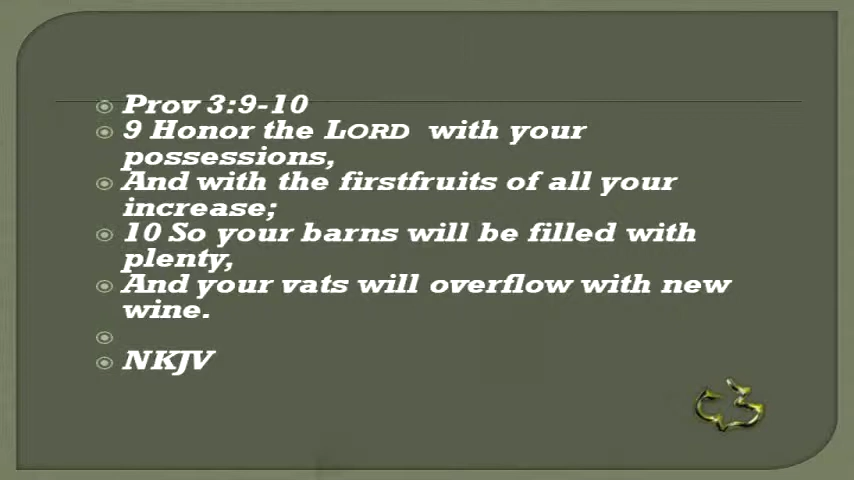 Prov 3:9-10
9 Honor the LORD with your
possessions,
And with the firstfruits of all your
increase;
10 So your barns will be filled with
plenty,
And your vats will overflow with new
wine.
NKJV
C3